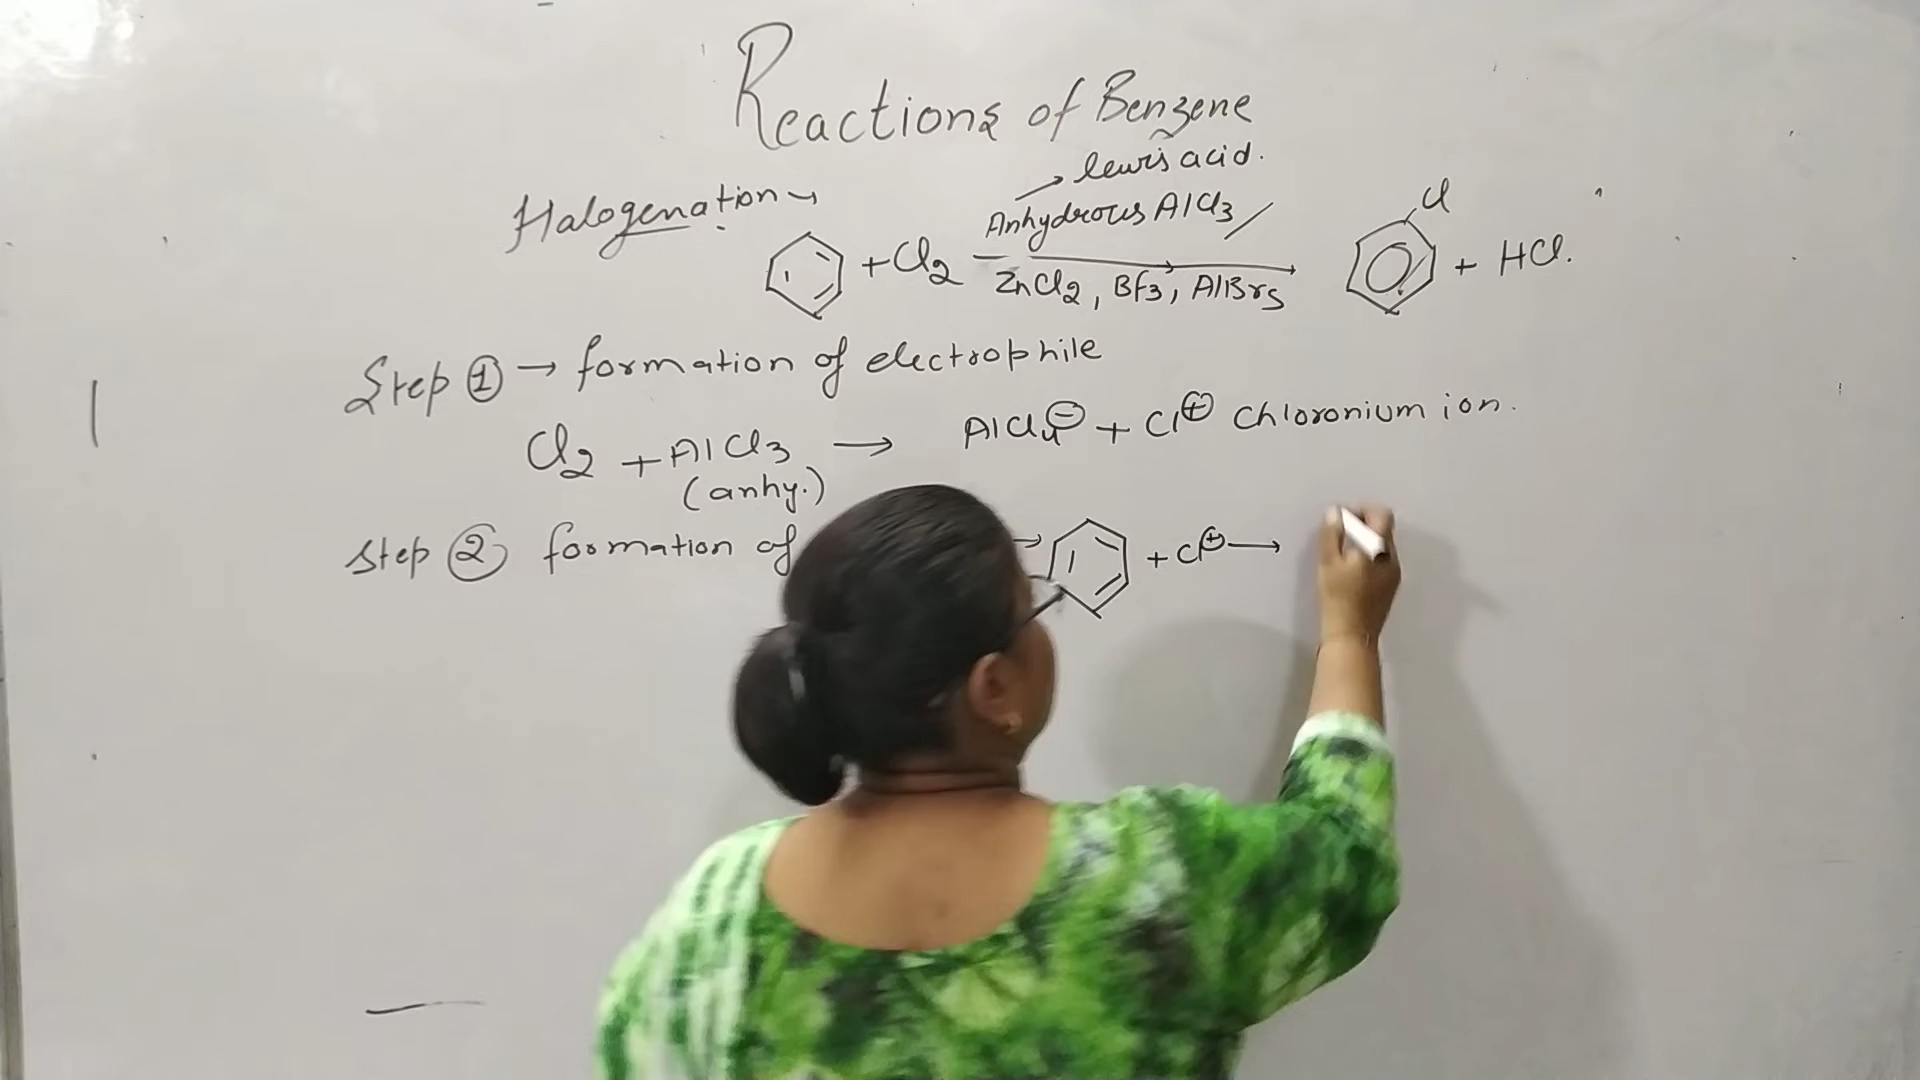 Reactions of Benzene
lewis acid.
Halogenation →
Anhydrous AlCl3
+ Cl2 → Cl + HCl.
ZnCl2, BF3, AlBr3
Step ① → formation of electrophile
Cl2 + AlCl3 → AlCl4⊖ + Cl⊕ Chloronium ion.
(anhy.)
Step ② formation of → + Cl⊕ →